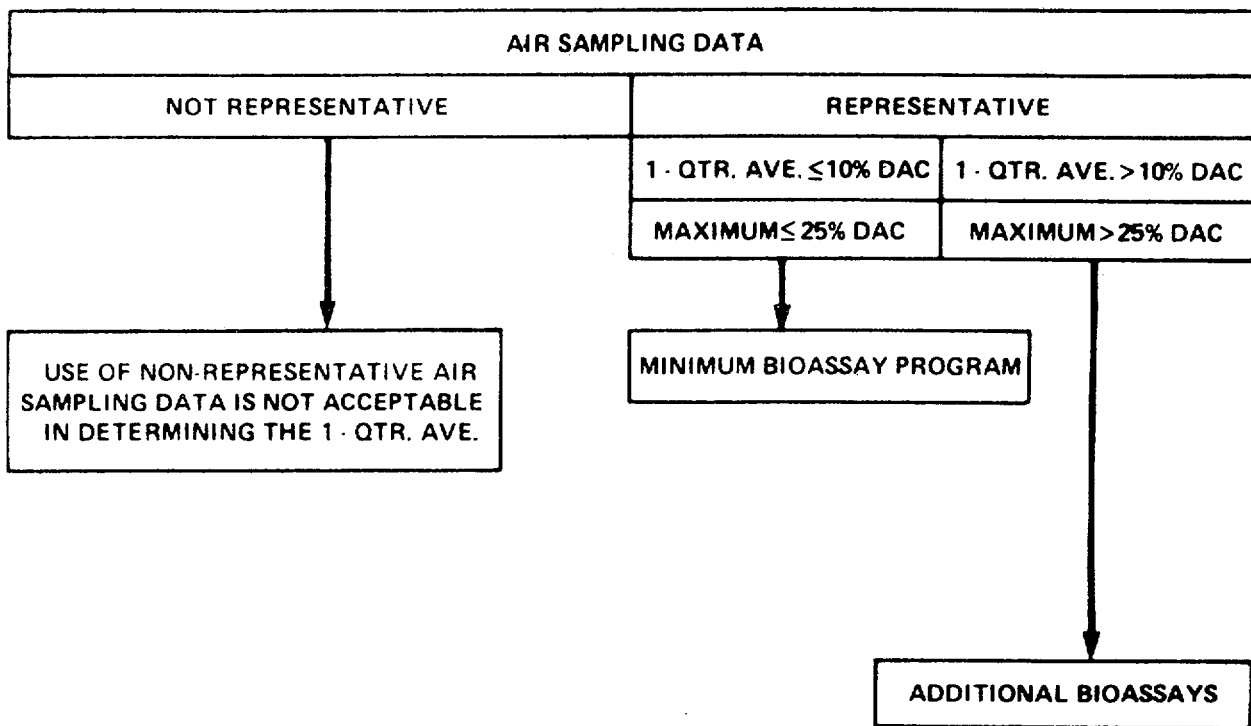 AIR SAMPLING DATA
NOT REPRESENTATIVE
REPRESENTATIVE
1 - QTR. AVE. ≤10% DAC
1 - QTR. AVE. >10% DAC
MAXIMUM≤ 25% DAC
MAXIMUM>25% DAC
USE OF NON-REPRESENTATIVE AIR
SAMPLING DATA IS NOT ACCEPTABLE
IN DETERMINING THE 1 - QTR. AVE.
MINIMUM BIOASSAY PROGRAM
ADDITIONAL BIOASSAYS